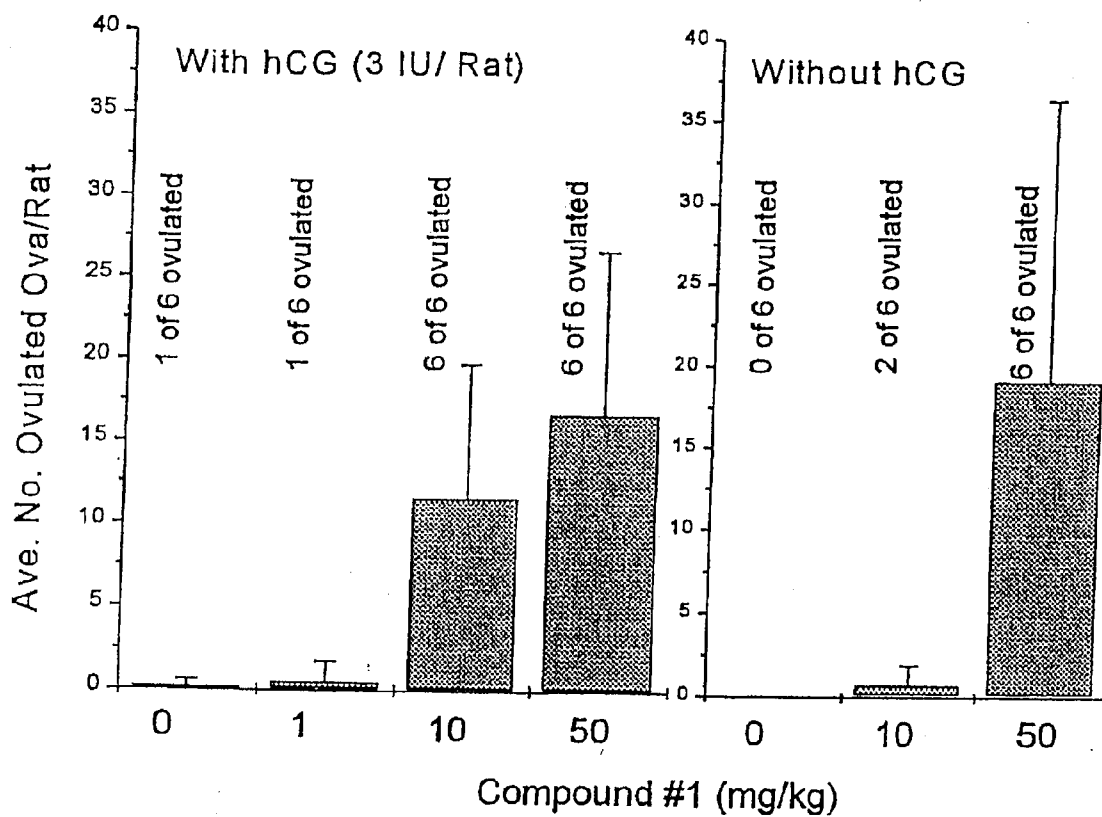 With hCG (3 IU/ Rat)
Ave. No. Ovulated Ova/Rat
40
35
30
25
20
15
10
5
0
1 of 6 ovulated
1 of 6 ovulated
6 of 6 ovulated
6 of 6 ovulated
0
1
10
50
Without hCG
40
35
30
25
20
15
10
5
0
0 of 6 ovulated
2 of 6 ovulated
6 of 6 ovulated
0
10
50
Compound #1 (mg/kg)